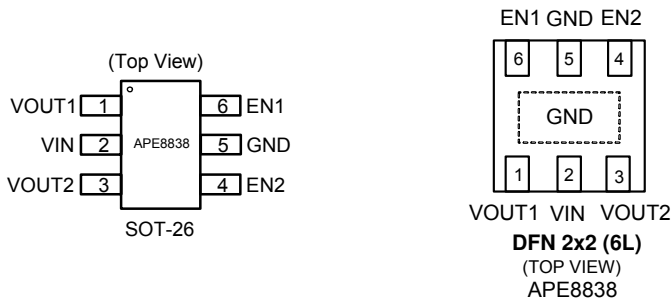 (Top View)
VOUT1 1 6 EN1
VIN 2 APE8838 5 GND
VOUT2 3 4 EN2
SOT-26
EN1 GND EN2
6 5 4
GND
1 2 3
VOUT1 VIN VOUT2
DFN 2x2 (6L)
(TOP VIEW)
APE8838